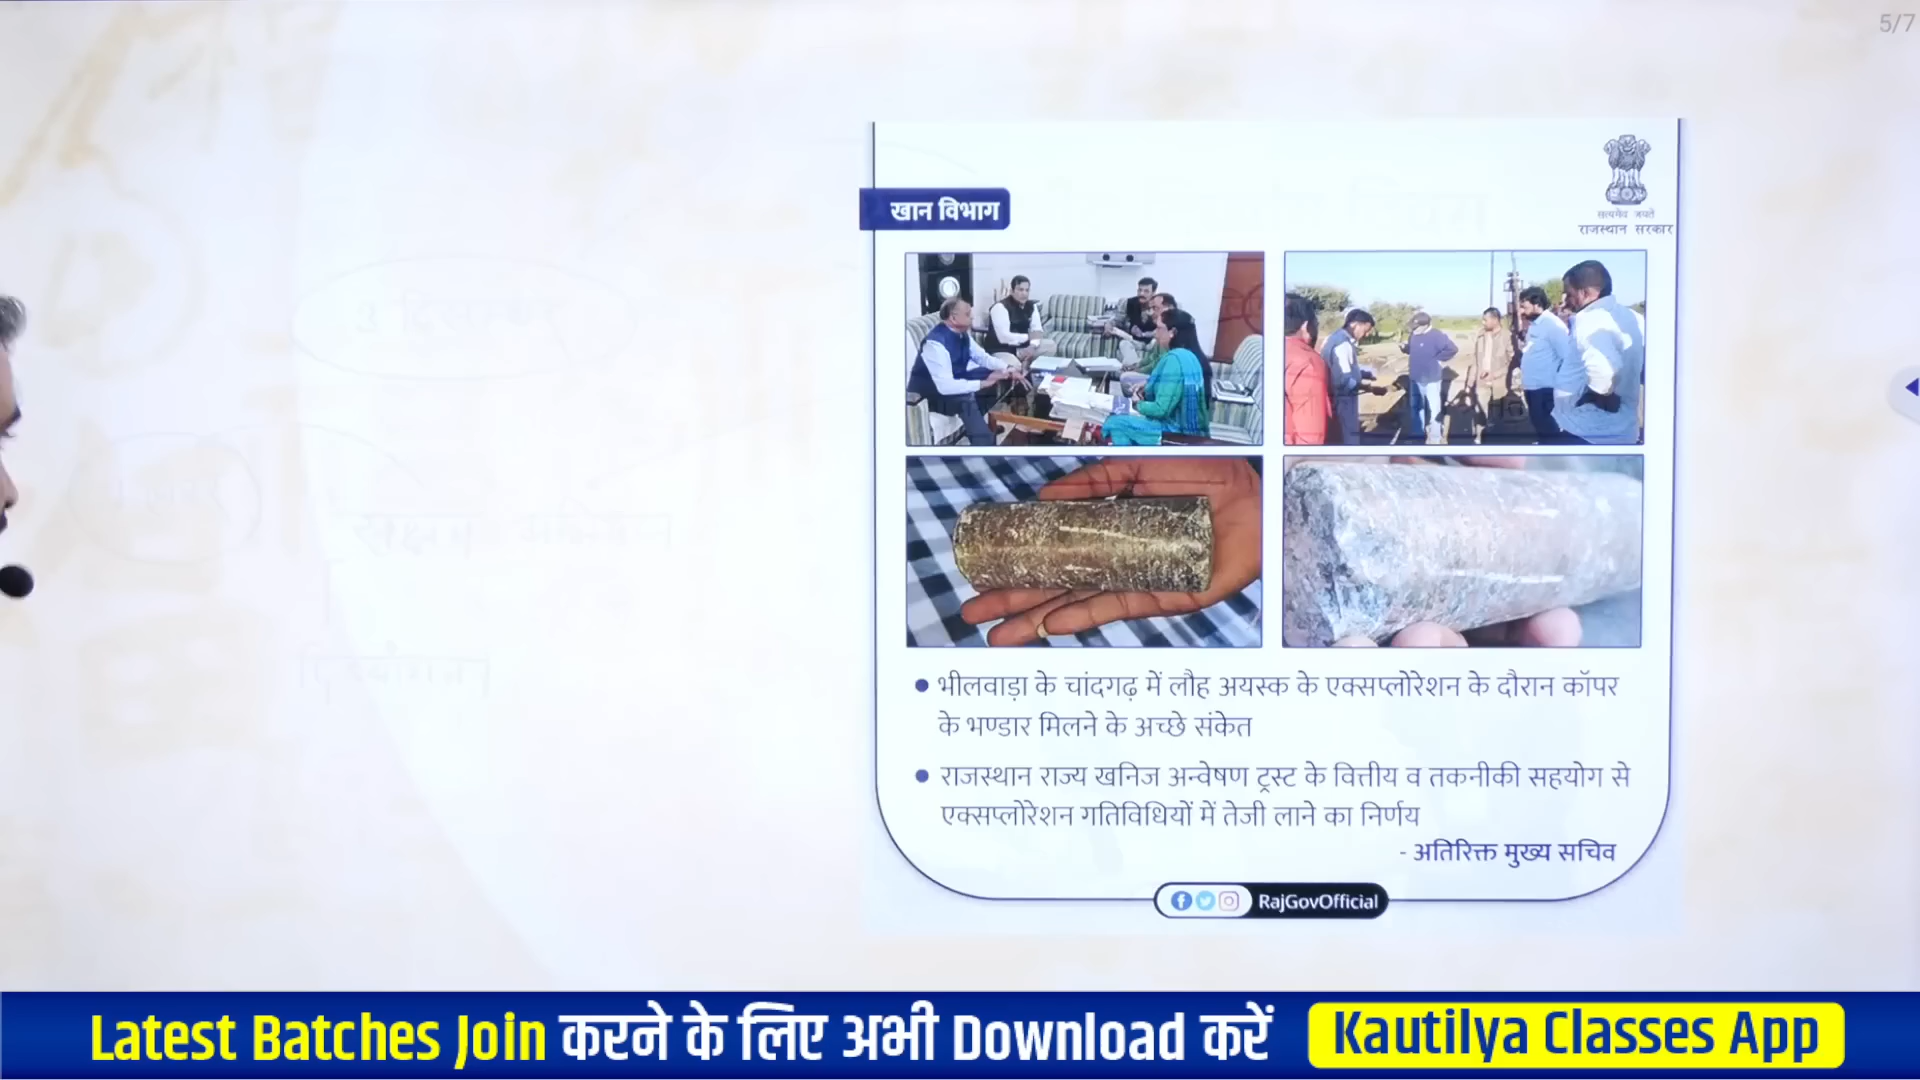 5/7
सत्यमेव जयते
राजस्थान सरकार
खान विभाग
• भीलवाड़ा के चांदगढ़ में लौह अयस्क के एक्सप्लोरेशन के दौरान कॉपर
के भण्डार मिलने के अच्छे संकेत
• राजस्थान राज्य खनिज अन्वेषण ट्रस्ट के वित्तीय व तकनीकी सहयोग से
एक्सप्लोरेशन गतिविधियों में तेजी लाने का निर्णय
- अतिरिक्त मुख्य सचिव
RajGovOfficial
Latest Batches Join करने के लिए अभी Download करें Kautilya Classes App